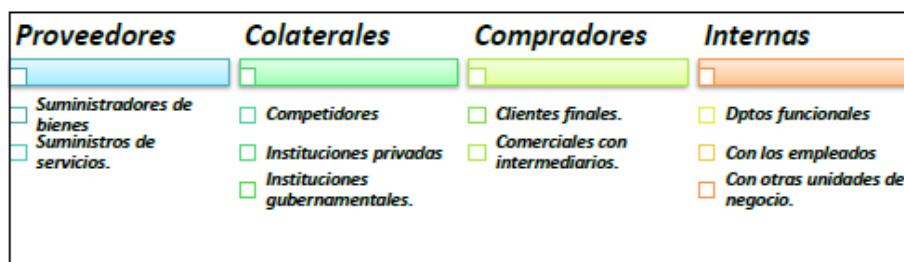 Proveedores
Suministradores de
bienes
Suministros de
servicios.
Colaterales
Competidores
Instituciones privadas
Instituciones
gubernamentales.
Compradores
Clientes finales.
Comerciales con
intermediarios.
Internas
Dptos funcionales
Con los empleados
Con otras unidades de
negocio.